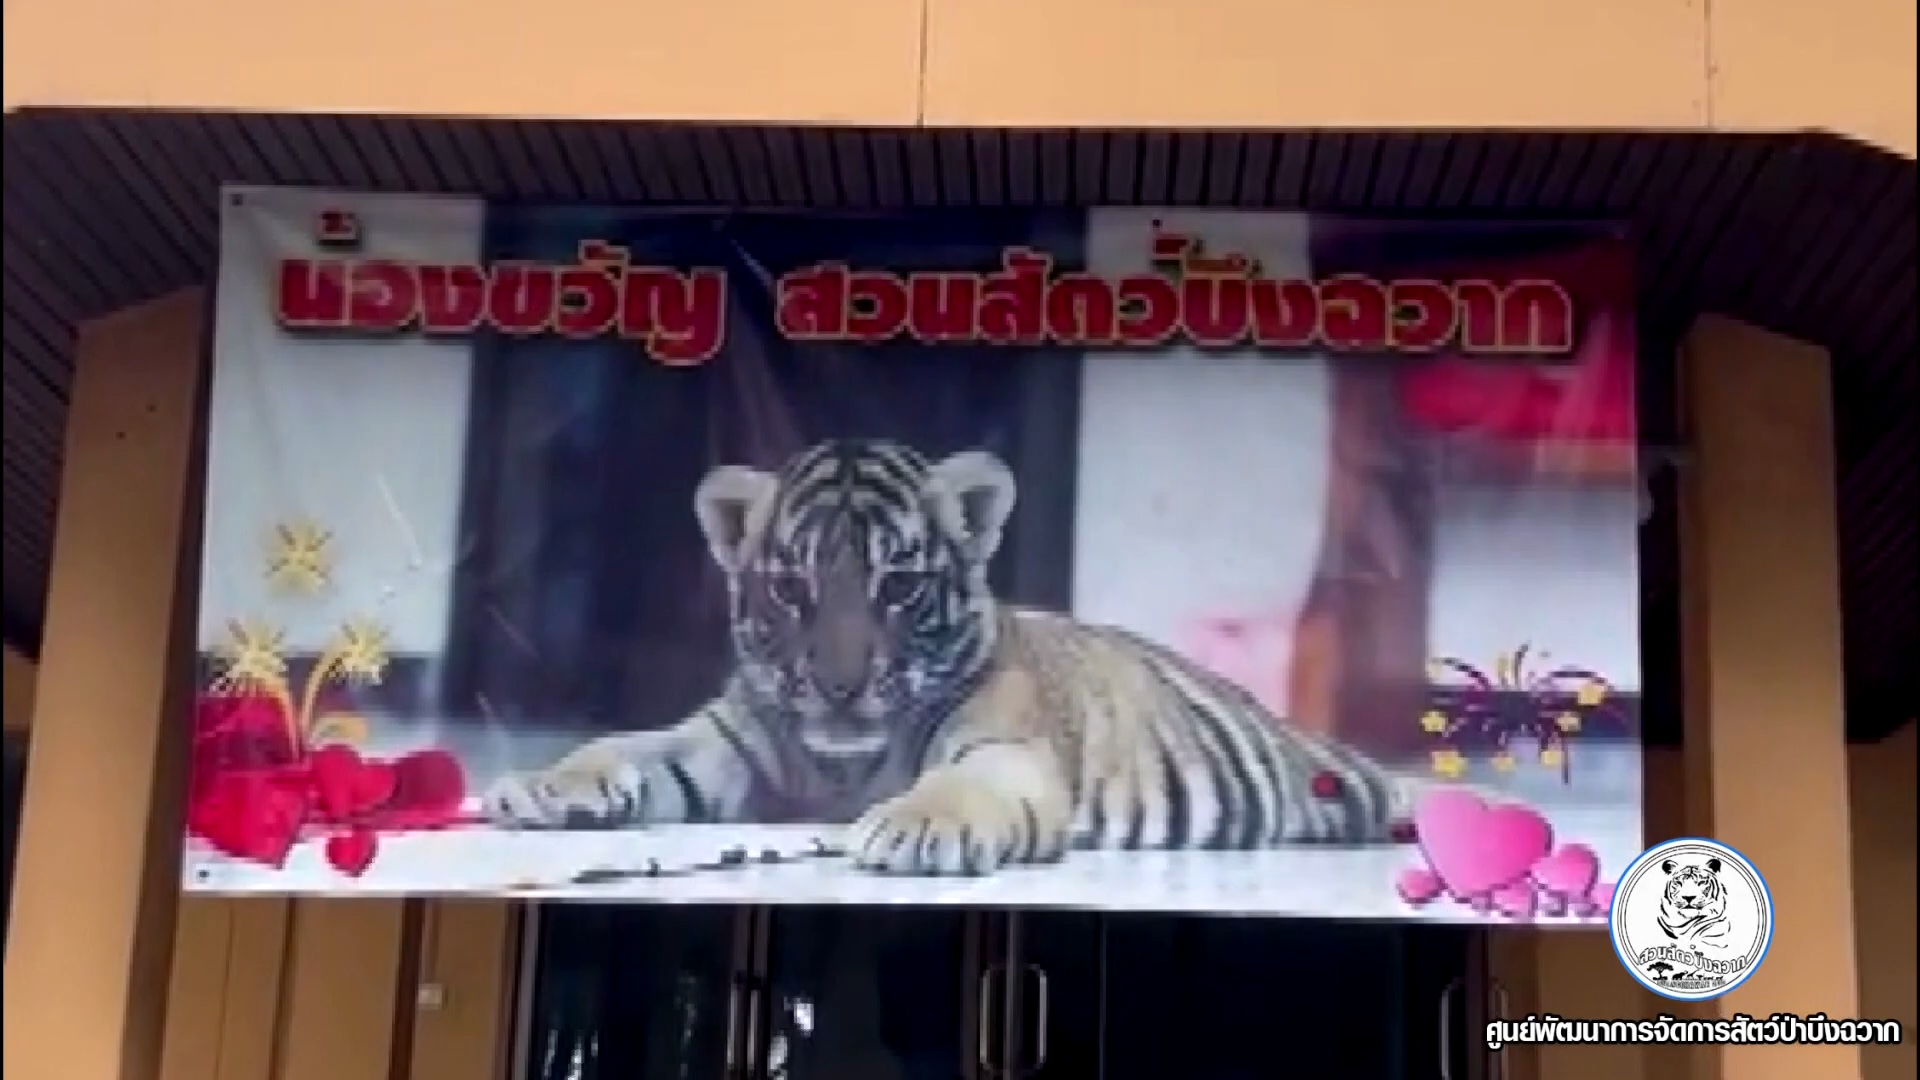 น้องขวัญ สวนสัตว์บึงฉวาก
สวนสัตว์บึงฉวาก
ศูนย์พัฒนาการจัดการสัตว์ป่าบึงฉวาก